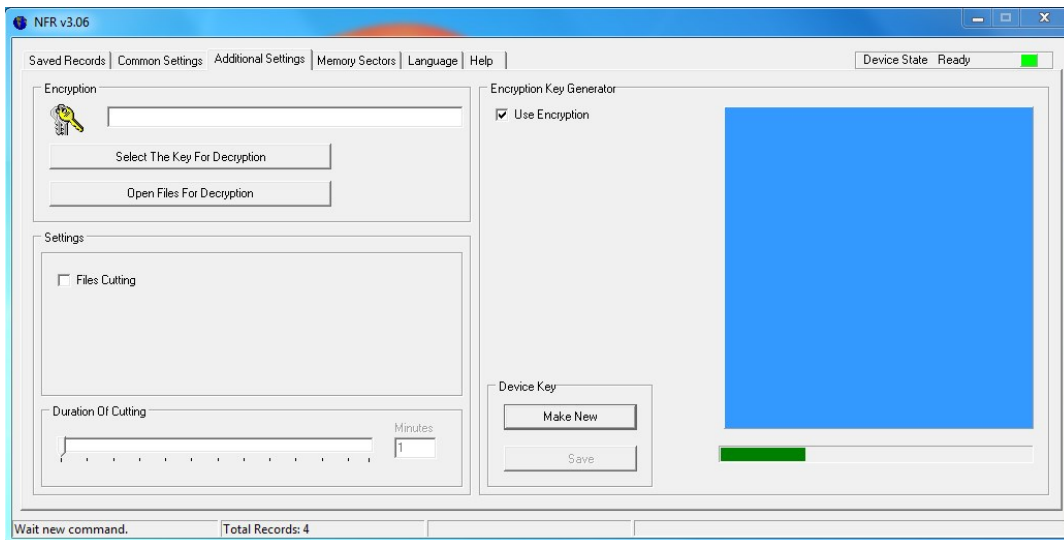 NFR v3.06
Saved Records Common Settings Additional Settings Memory Sectors Language Help
Device State Ready
Encryption
Select The Key For Decryption
Open Files For Decryption
Settings
Files Cutting
Duration Of Cutting
Minutes
1
Encryption Key Generator
Use Encryption
Device Key
Make New
Save
Wait new command.
Total Records: 4